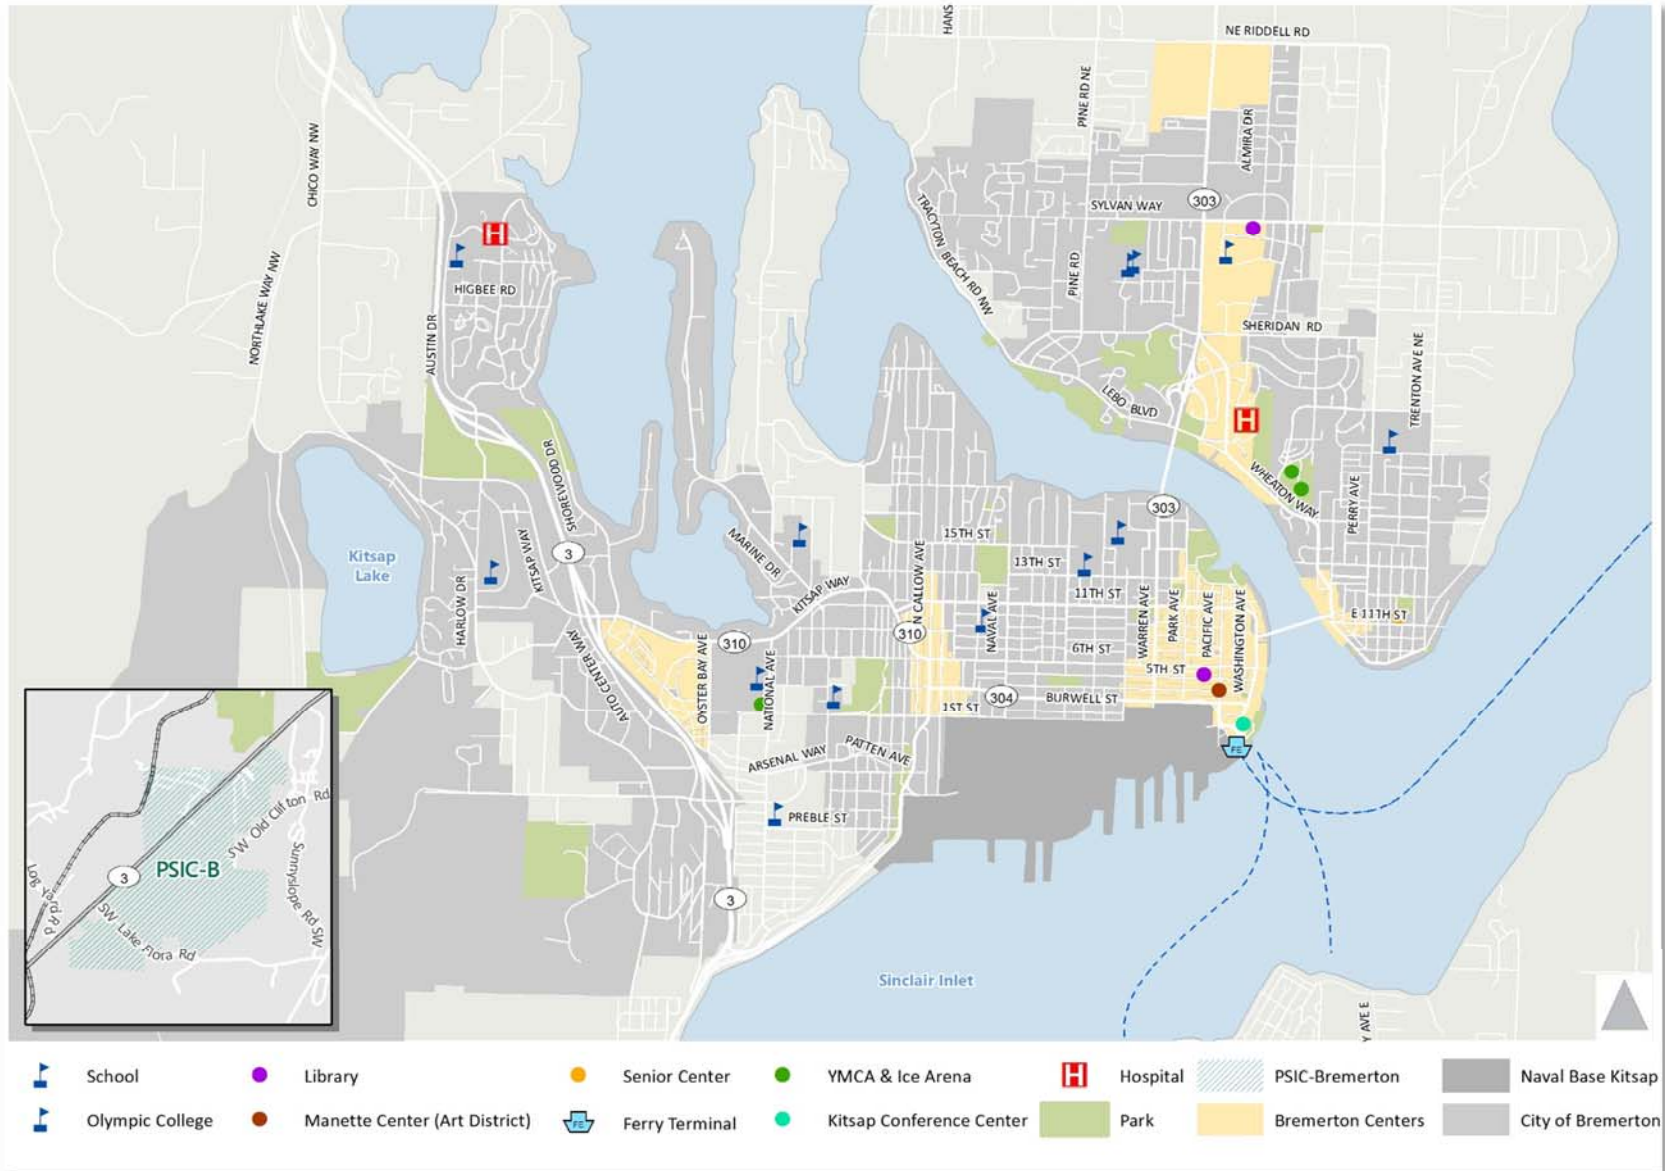 HANS
NE RIDDELL RD
PINE RD NE
ALMIRA DR
CHICO WAY NW
SYLVAN WAY
303
TRACYTON BEACH RD NW
H
PINE RD
HIGBEE RD
NORTHLAKE WAY NW
AUSTIN DR
SHERIDAN RD
TRENTON AVE NE
LEBO BLVD
H
SHOREWOOD DR
WHEATON WAY
PERRY AVE
303
Kitsap
Lake
3
KITSAP WAY
HARLOW DR
MARINE DR
KITSAP WAY
15TH ST
N CALLOW AVE
13TH ST
11TH ST
NAVAL AVE
WARREN AVE
PARK AVE
PACIFIC AVE
WASHINGTON AVE
E 11TH ST
310
310
AUTO CENTER WAY
OYSTER BAY AVE
NATIONAL AVE
6TH ST
5TH ST
304
BURWELL ST
1ST ST
ARSENAL WAY
PATTEN AVE
FE
PREBLE ST
3
Sinclair Inlet
Y AVE E
SW Old Clifton Rd
PSIC-B
3
Log Yard Rd
Sunnyslope Rd SW
SW Lake Flora Rd
School
Library
Senior Center
YMCA & Ice Arena
H
Hospital
PSIC-Bremerton
Naval Base Kitsap
Olympic College
Manette Center (Art District)
FE
Ferry Terminal
Kitsap Conference Center
Park
Bremerton Centers
City of Bremerton